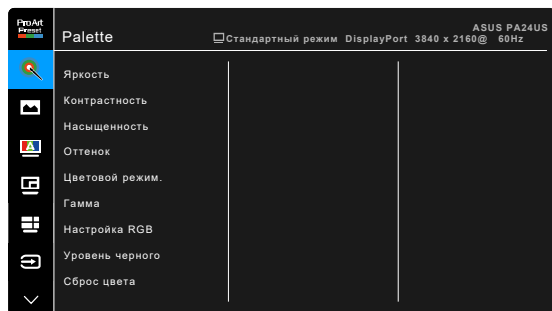 ProArt
Preset
ASUS PA24US
Palette
Стандартный режим DisplayPort 3840 x 2160@ 60Hz
A
Яркость
Контрастность
Насыщенность
Оттенок
Цветовой режим.
Гамма
Настройка RGB
Уровень черного
Сброс цвета